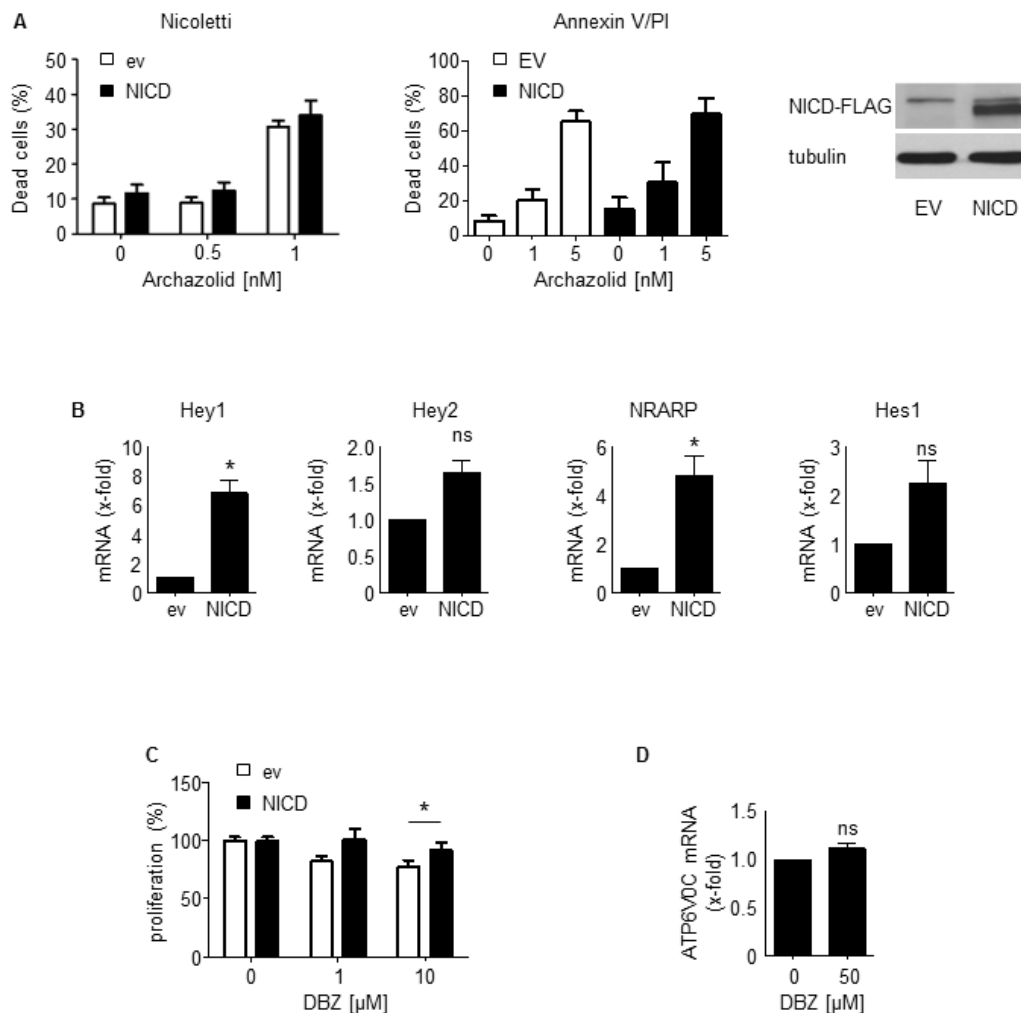 A
Nicoletti
Dead cells (%)
50
40
30
20
10
0
ev
NICD
0
0.5
1
Archazolid [nM]
Annexin V/PI
Dead cells (%)
100
80
60
40
20
0
EV
NICD
0 1 5 0 1 5
Archazolid [nM]
NICD-FLAG
tubulin
EV NICD
B
Hey1
mRNA (x-fold)
10
8
6
4
2
0
*
ev NICD
Hey2
mRNA (x-fold)
2.0
1.5
1.0
0.5
0
ns
ev NICD
NRARP
mRNA (x-fold)
6
4
2
0
*
ev NICD
Hes1
mRNA (x-fold)
3
2
1
0
ns
ev NICD
C
proliferation (%)
150
100
50
0
ev
NICD
*
0 1 10
DBZ [µM]
D
ATP6V0C mRNA
(x-fold)
1.5
1.0
0.5
0
ns
0 50
DBZ [µM]